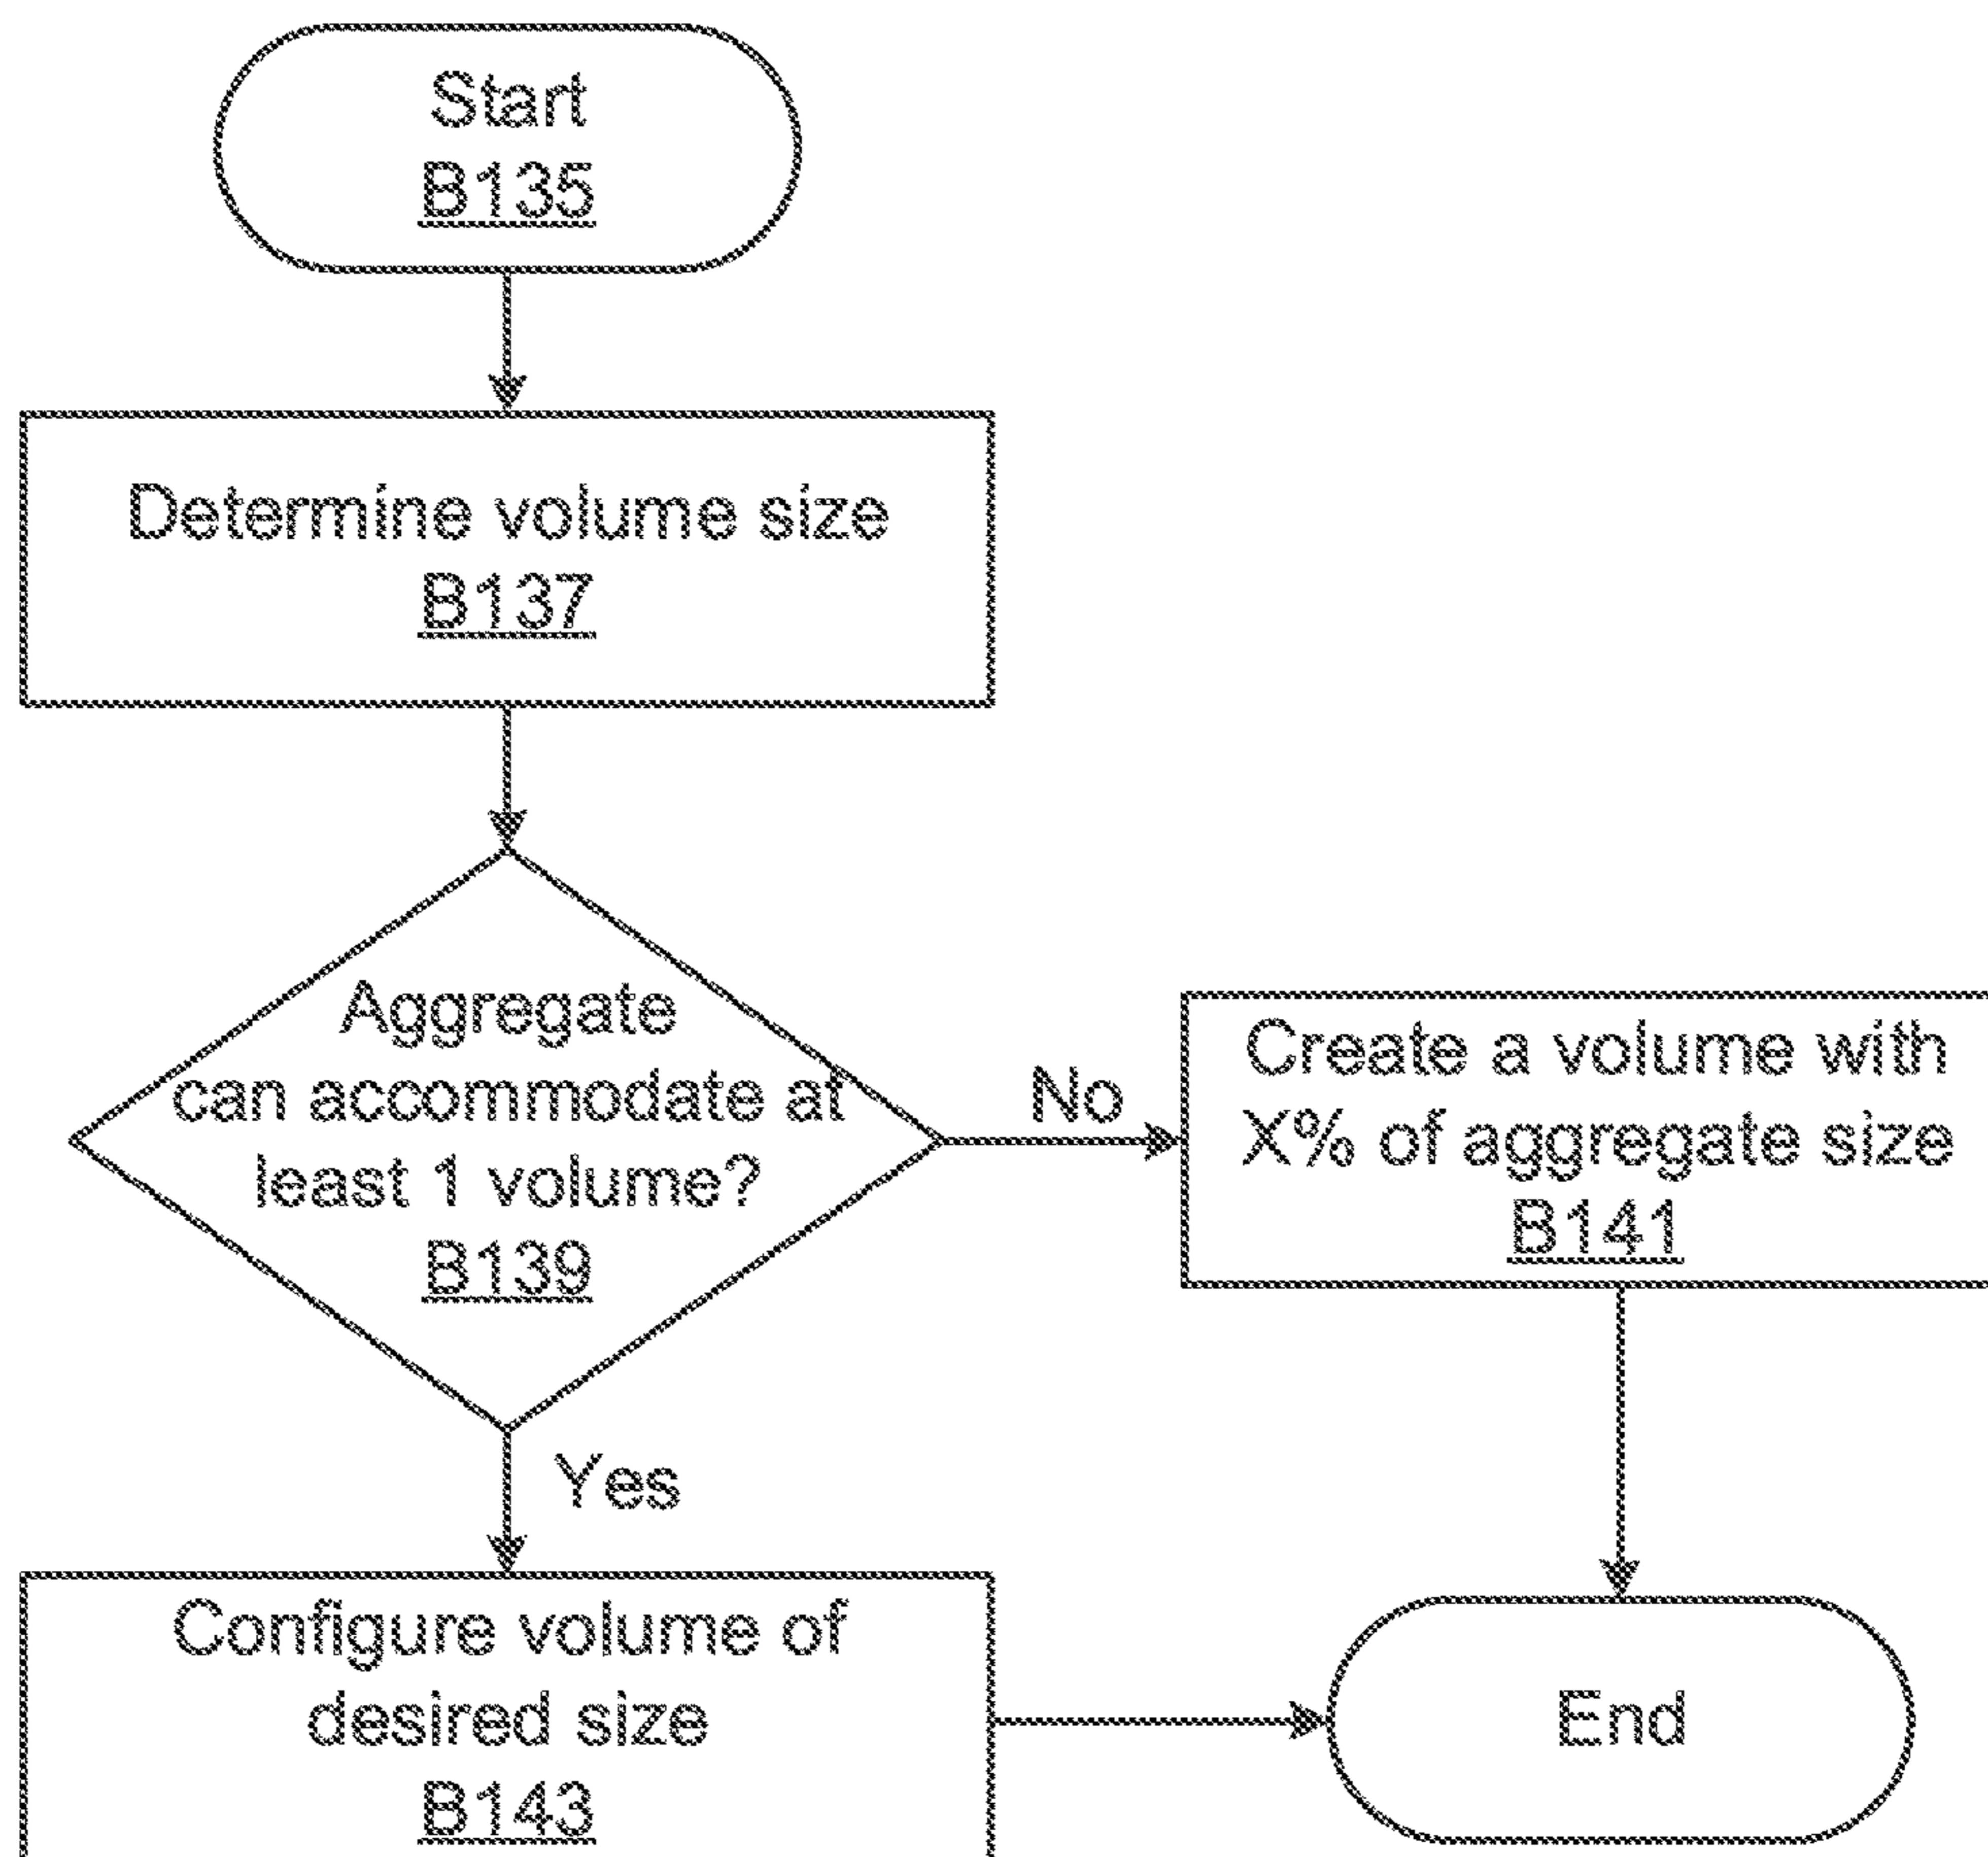 Start
B135
Determine volume size
B137
Aggregate
can accommodate at
least 1 volume?
B139
No
Create a volume with
X% of aggregate size
B141
Yes
Configure volume of
desired size
B143
End